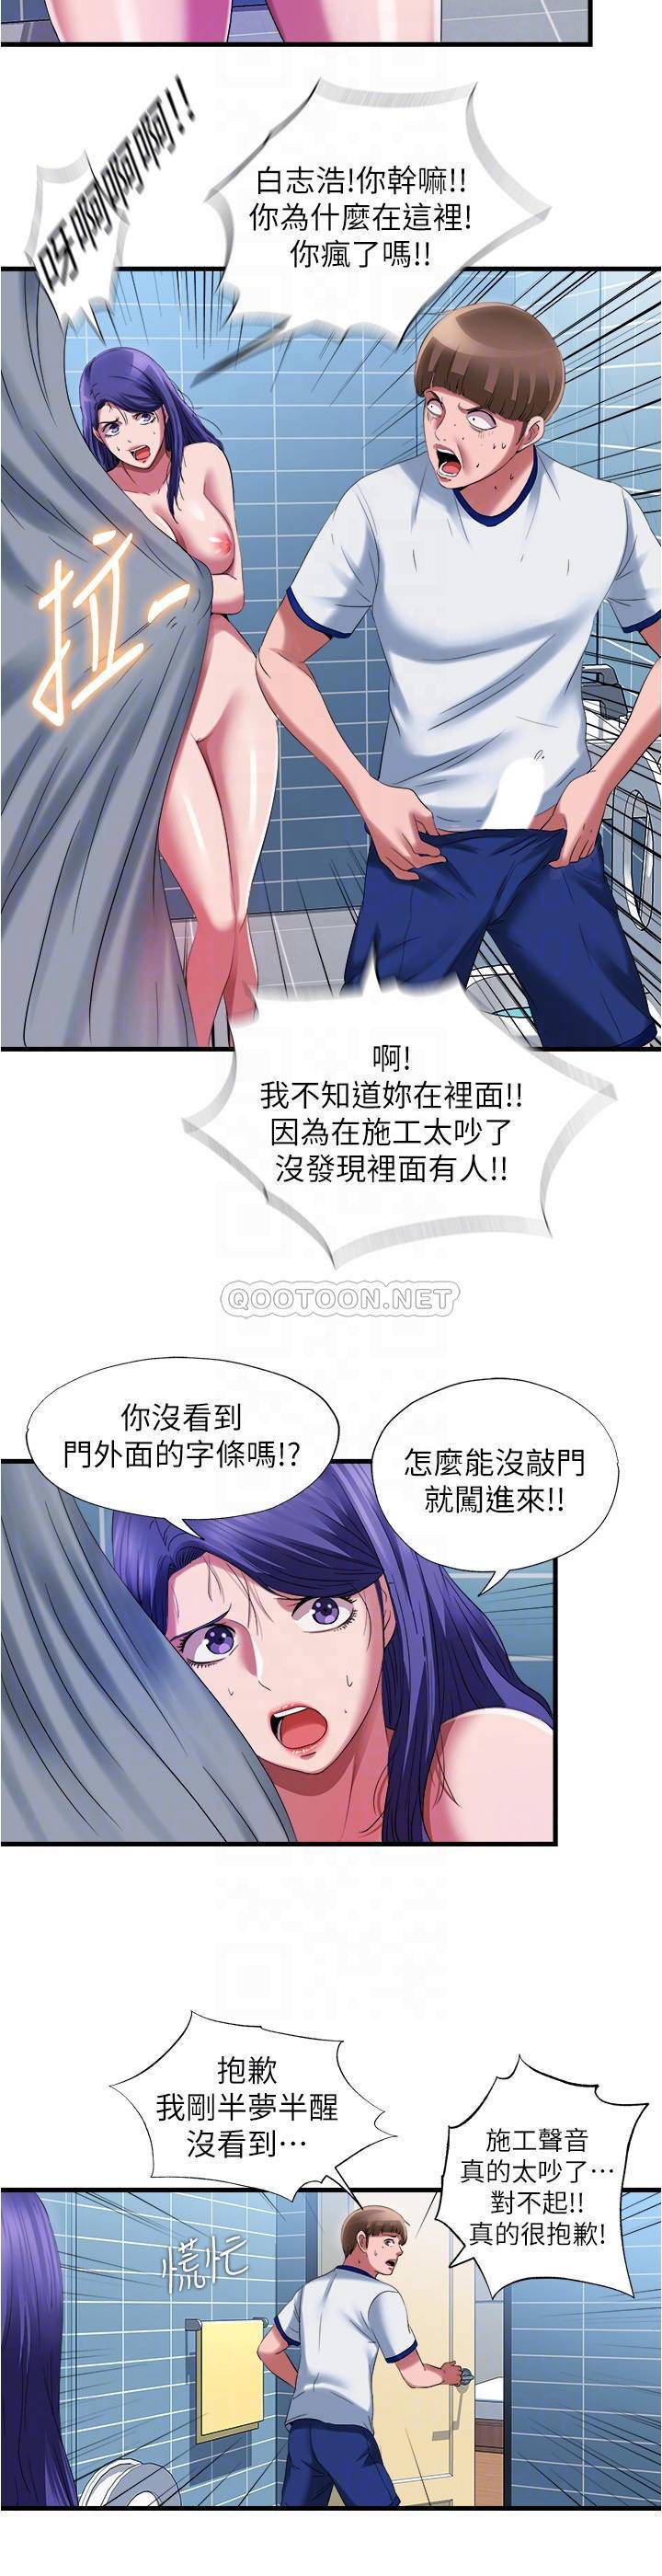 呀啊啊啊啊!!
白志浩!你幹嘛!!
你為什麼在這裡!
你瘋了嗎!!
拉一
啊!
我不知道妳在裡面!!
因為在施工太吵了
沒發現裡面有人!!
QOOTOON.NET
你沒看到
門外面的字條嗎!?
怎麼能沒敲門
就闖進來!!
抱歉
我剛半夢半醒
沒看到…
施工聲音
真的太吵了…
對不起!!
真的很抱歉!
慌忙